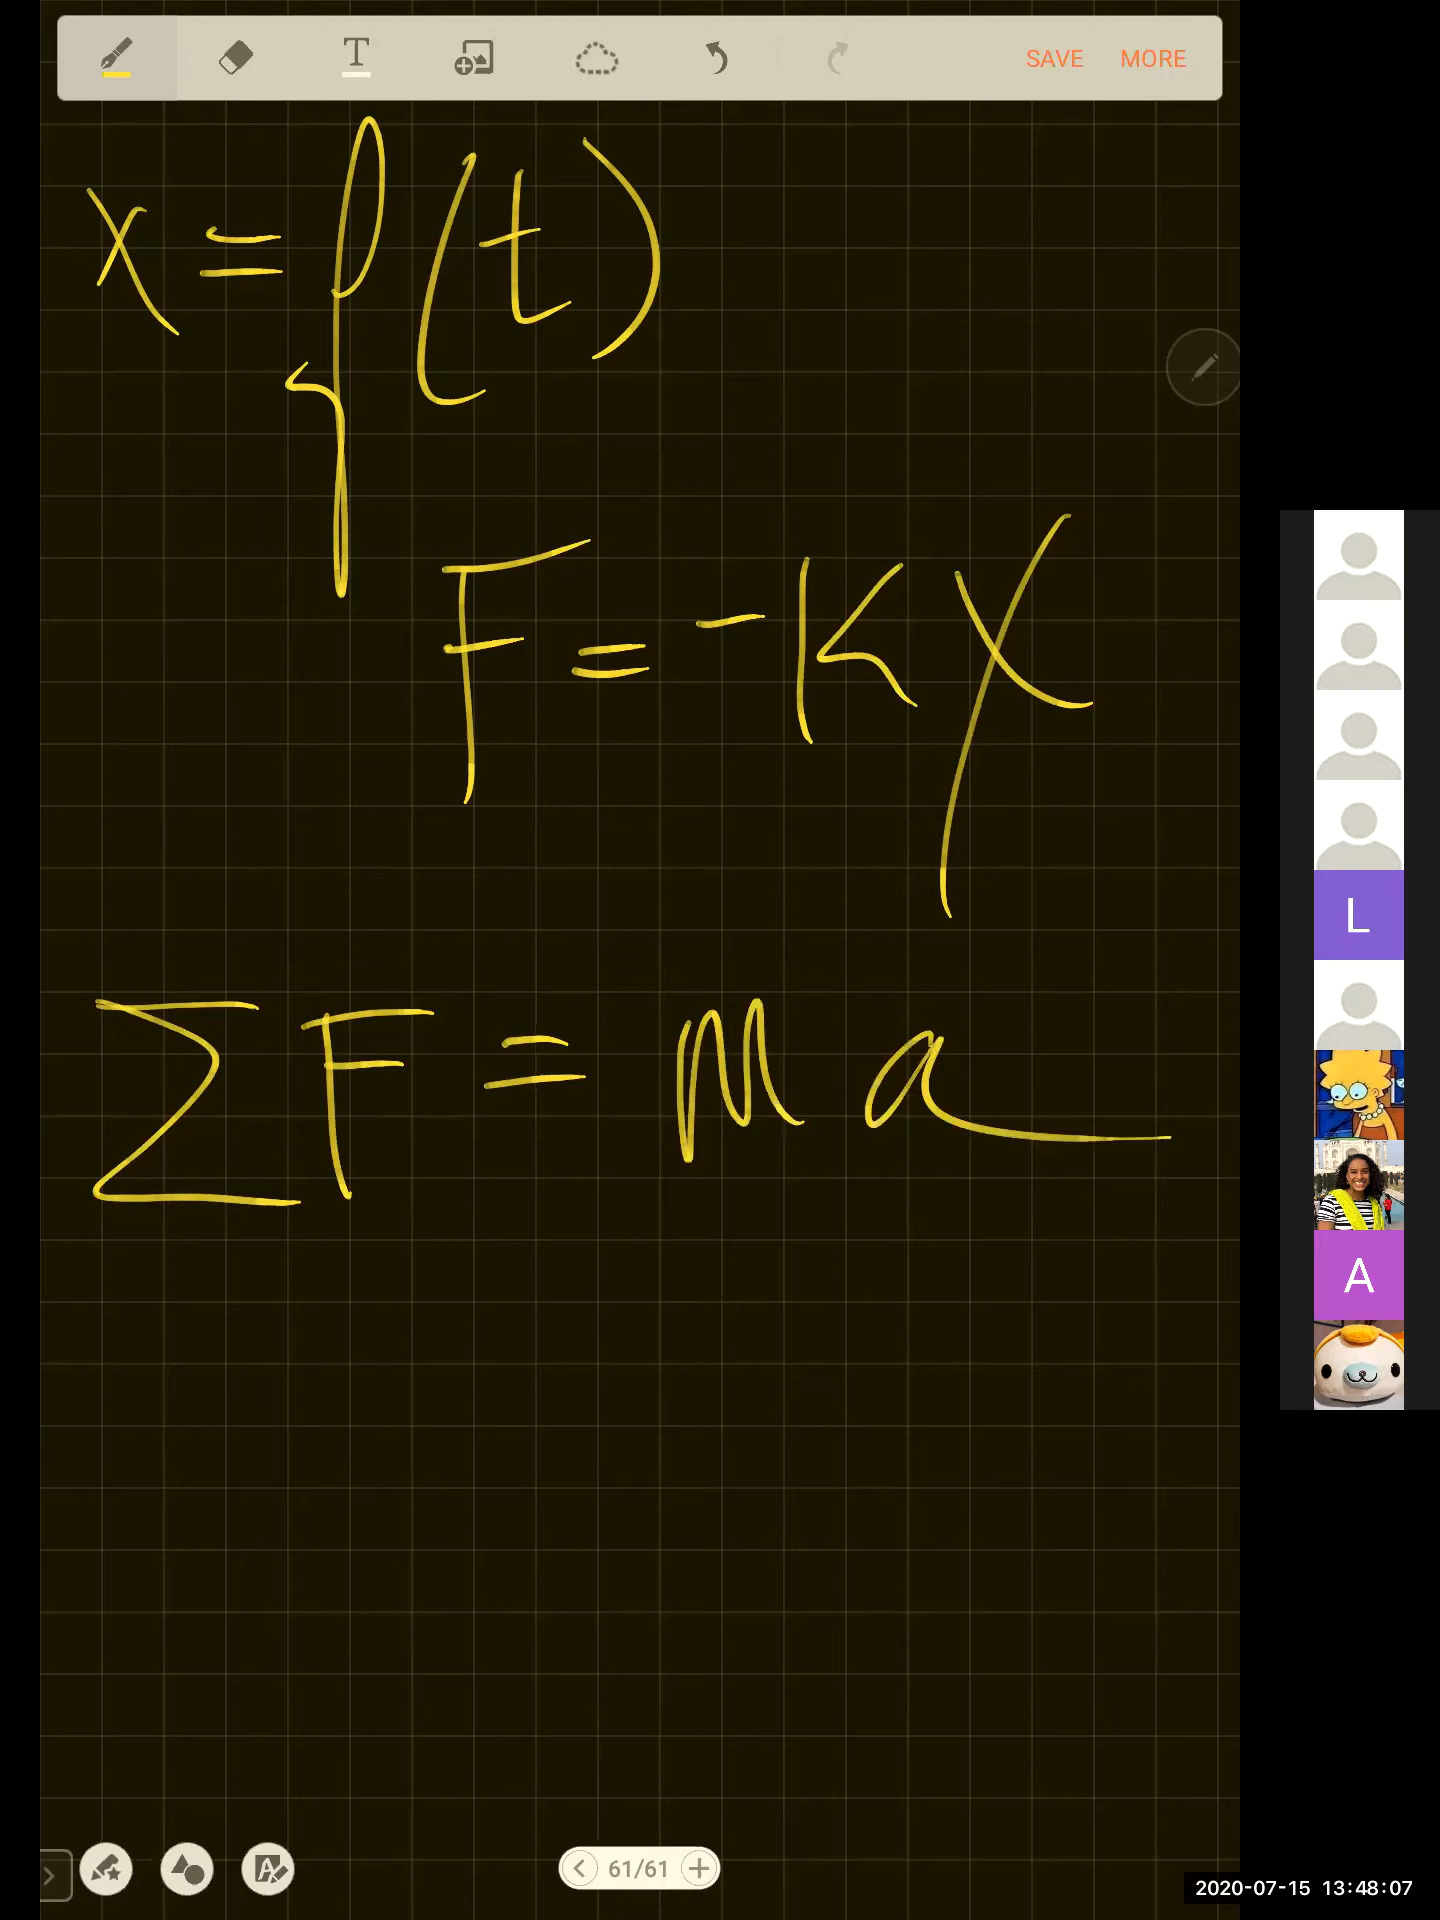 T SAVE MORE
x = f(t)
F = -Kx
L
ΣF = ma
A
61/61
2020-07-15 13:48:07